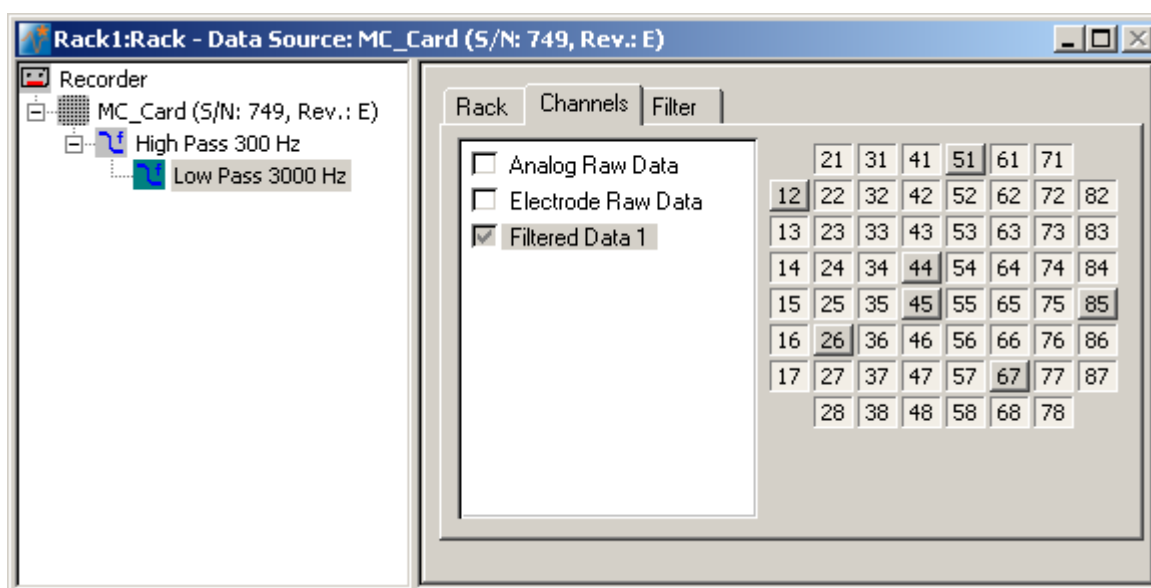 Rack1:Rack - Data Source: MC_Card (S/N: 749, Rev.: E)
Recorder
MC_Card (S/N: 749, Rev.: E)
High Pass 300 Hz
Low Pass 3000 Hz
Rack Channels Filter
Analog Raw Data
Electrode Raw Data
Filtered Data 1
21 31 41 51 61 71
12 22 32 42 52 62 72 82
13 23 33 43 53 63 73 83
14 24 34 44 54 64 74 84
15 25 35 45 55 65 75 85
16 26 36 46 56 66 76 86
17 27 37 47 57 67 77 87
28 38 48 58 68 78